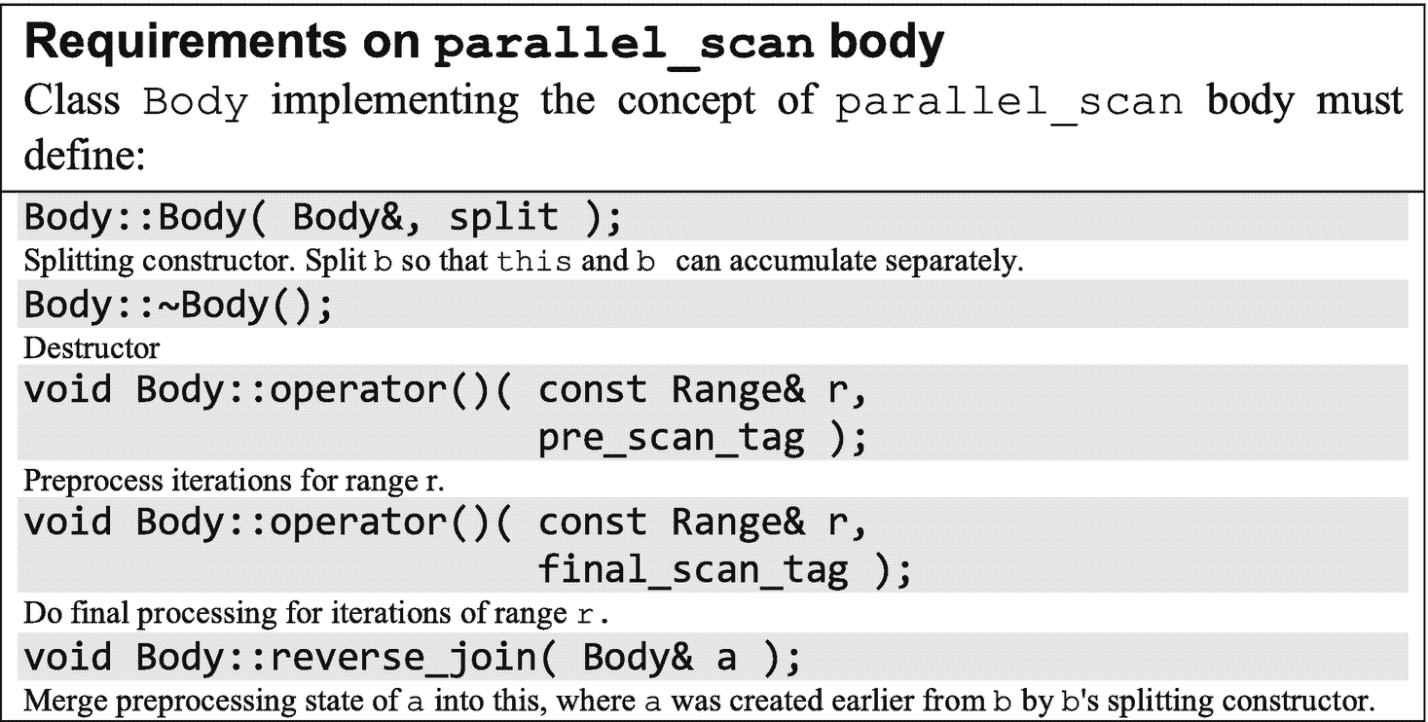 Requirements on parallel_scan body
Class Body implementing the concept of parallel_scan body must
define:
Body::Body( Body&, split );
Splitting constructor. Split b so that this and b can accumulate separately.
Body::~Body();
Destructor
void Body::operator()( const Range& r,
pre_scan_tag );
Preprocess iterations for range r.
void Body::operator()( const Range& r,
final_scan_tag );
Do final processing for iterations of range r.
void Body::reverse_join( Body& a );
Merge preprocessing state of a into this, where a was created earlier from b by b's splitting constructor.